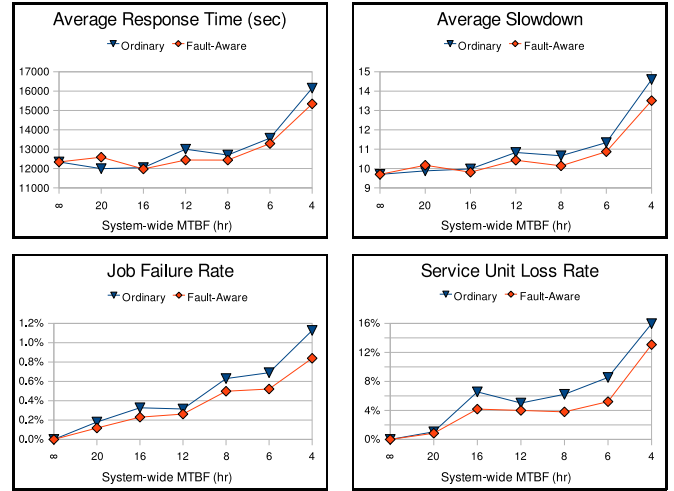 Average Response Time (sec)
Ordinary Fault-Aware
17000
16000
15000
14000
13000
12000
11000
∞ 20 16 12 8 6 4
System-wide MTBF (hr)
Average Slowdown
Ordinary Fault-Aware
15
14
13
12
11
10
9
∞ 20 16 12 8 6 4
System-wide MTBF (hr)
Job Failure Rate
Ordinary Fault-Aware
1.2%
1.0%
0.8%
0.6%
0.4%
0.2%
0.0%
∞ 20 16 12 8 6 4
System-wide MTBF (hr)
Service Unit Loss Rate
Ordinary Fault-Aware
16%
8%
4%
0%
∞ 20 16 12 8 6 4
System-wide MTBF (hr)